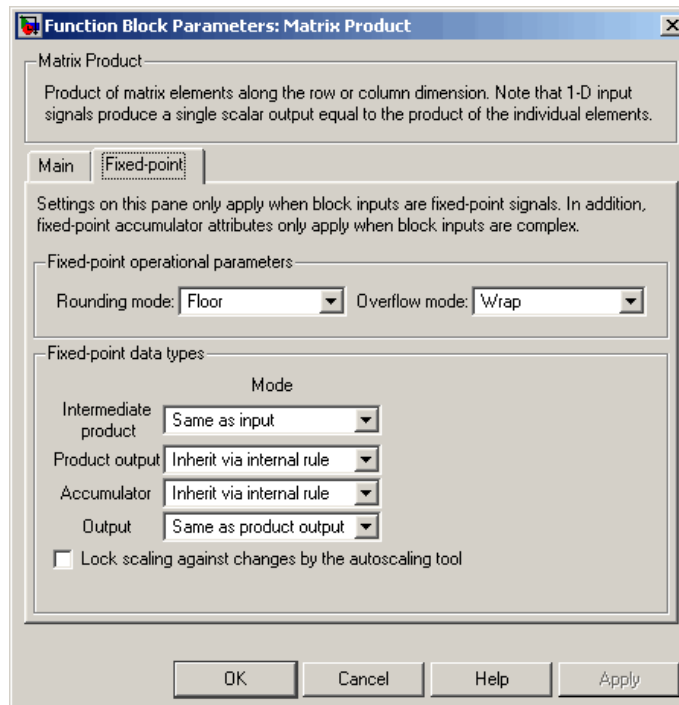 Function Block Parameters: Matrix Product
Matrix Product
Product of matrix elements along the row or column dimension. Note that 1-D input
signals produce a single scalar output equal to the product of the individual elements.
Main Fixed-point
Settings on this pane only apply when block inputs are fixed-point signals. In addition,
fixed-point accumulator attributes only apply when block inputs are complex.
Fixed-point operational parameters
Rounding mode: Floor Overflow mode: Wrap
Fixed-point data types
Mode
Intermediate
product Same as input
Product output Inherit via internal rule
Accumulator Inherit via internal rule
Output Same as product output
Lock scaling against changes by the autoscaling tool
OK Cancel Help Apply